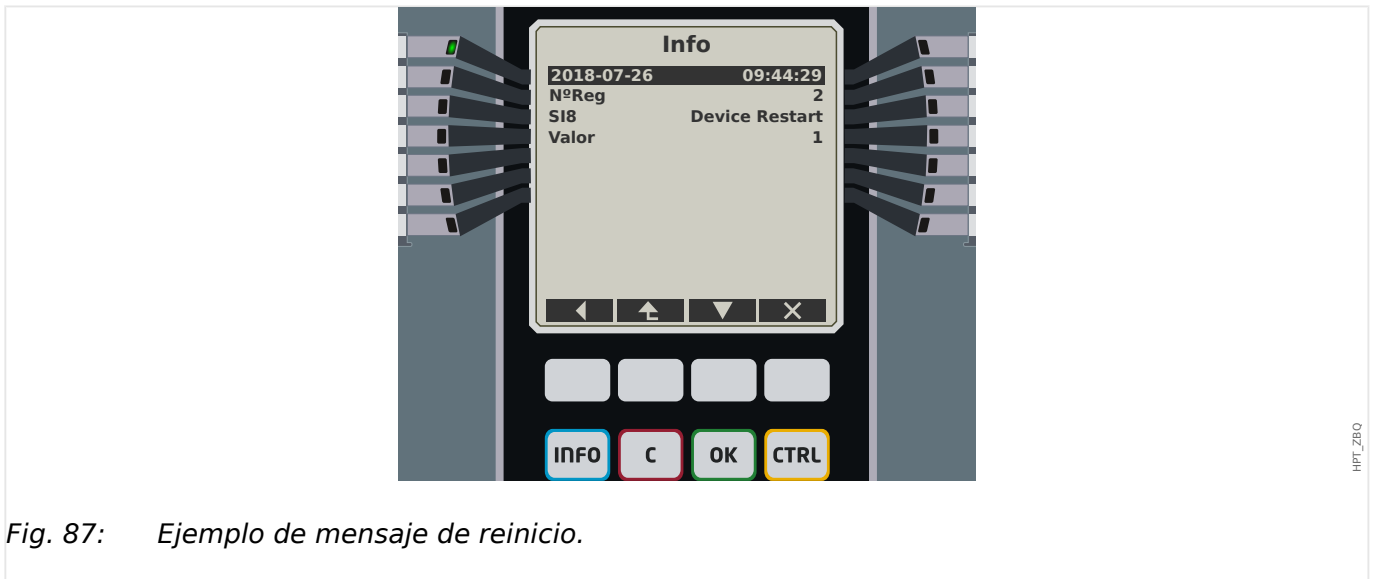 Info
2018-07-26 09:44:29
NºReg 2
SI8 Device Restart
Valor 1
INFO C OK CTRL
HPT_ZBQ
Fig. 87: Ejemplo de mensaje de reinicio.